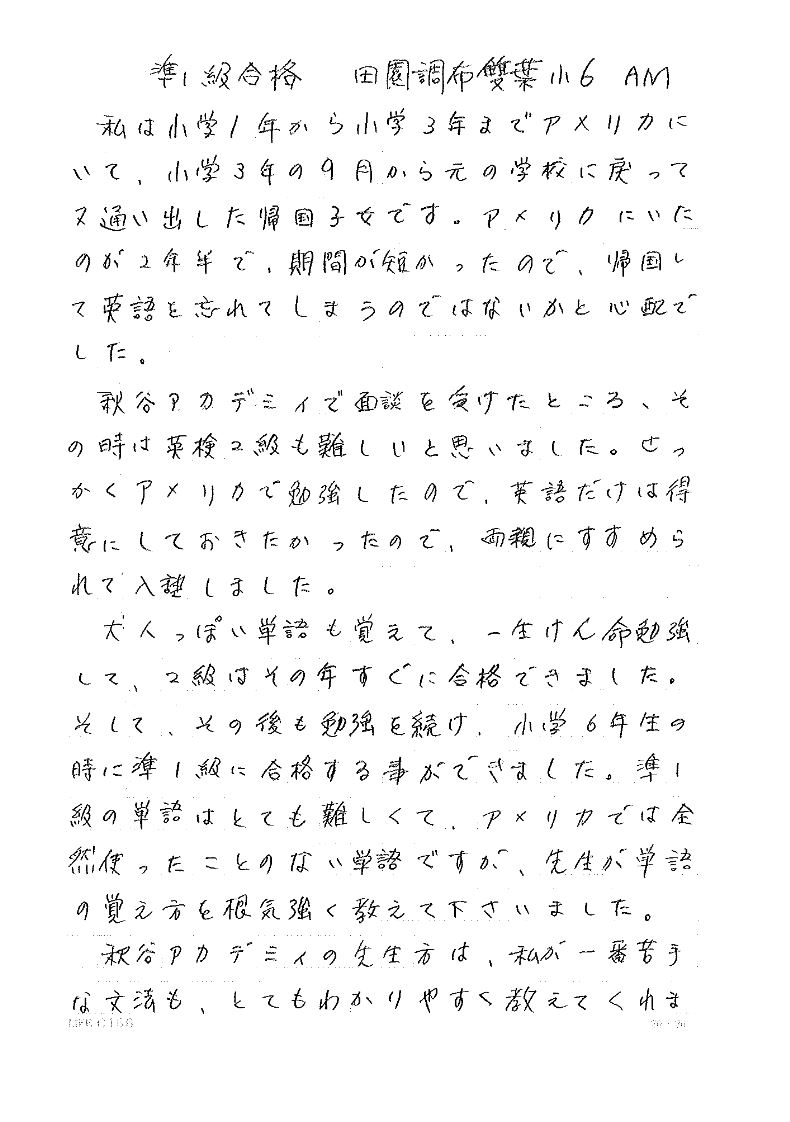 準1級合格　田園調布雙葉小6 AM
私は小学1年から小学3年までアメリカに
いて、小学3年の9月から元の学校に戻って
又通い出した帰国子女です。アメリカにいた
のが2年半で、期間が短かったので、帰国し
て英語を忘れてしまうのではないかと心配で
した。
秋谷アカデミィで面談を受けたところ、そ
の時は英検2級も難しいと思いました。せっ
かくアメリカで勉強したので、英語だけは得
意にしておきたかったので、両親にすすめら
れて入塾しました。
大人っぽい単語も覚えて、一生けん命勉強
して、2級はその年すぐに合格できました。
そして、その後も勉強を続け、小学6年生の
時に準1級に合格する事ができました。準1
級の単語はとても難しくて、アメリカでは全
然使ったことのない単語ですが、先生が単語
の覚え方を根気強く教えて下さいました。
秋谷アカデミィの先生方は、私が一番苦手
な文法も、とてもわかりやすく教えてくれま